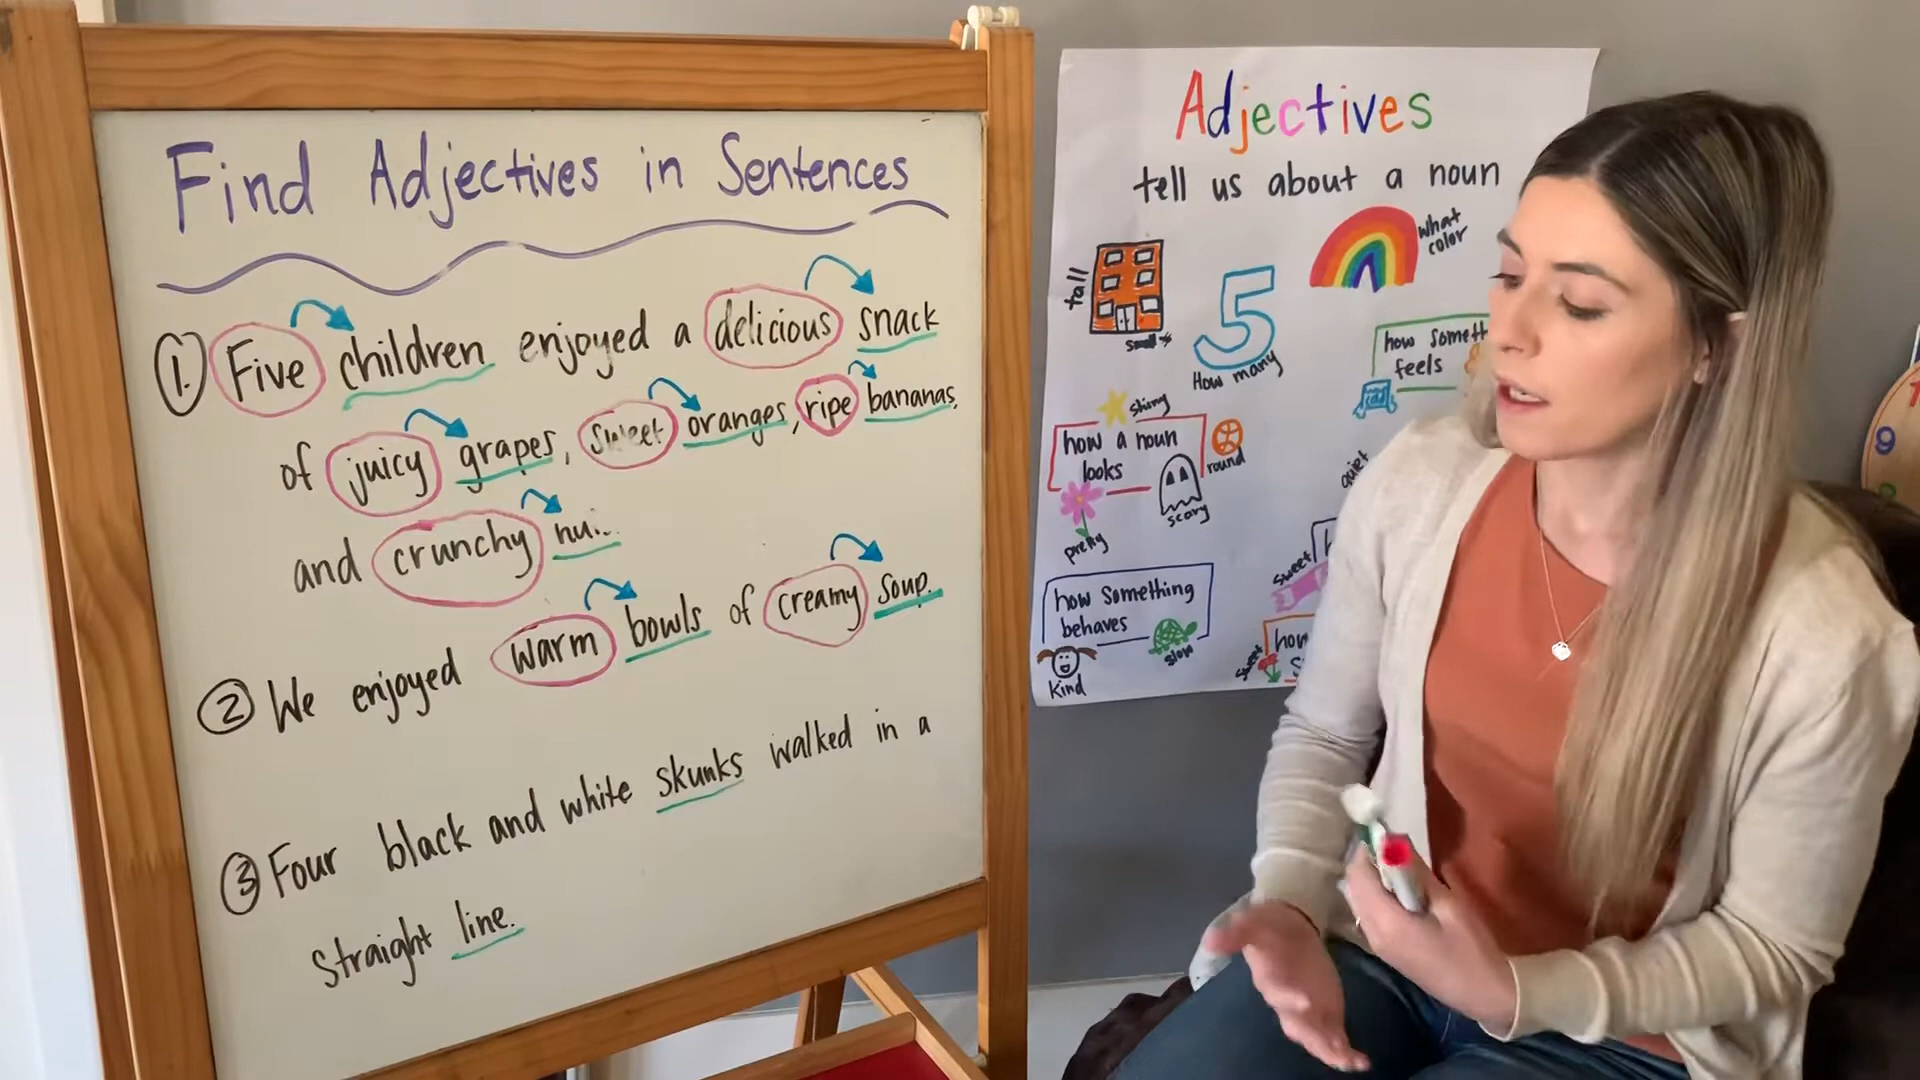 Find Adjectives in Sentences
1. Five children enjoyed a delicious snack
of juicy grapes, sweet oranges, ripe bananas,
and crunchy
2 We enjoyed warm bowls of creamy soup.
3 Four black and white skunks walked in a
straight line.
Adjectives
tell us about a noun
tall
small
5
How many
what
color
how
feels
shiny
how a noun
looks
round
scary
pretty
quiet
how something
behaves
slow
kind
sweet
sweet
9